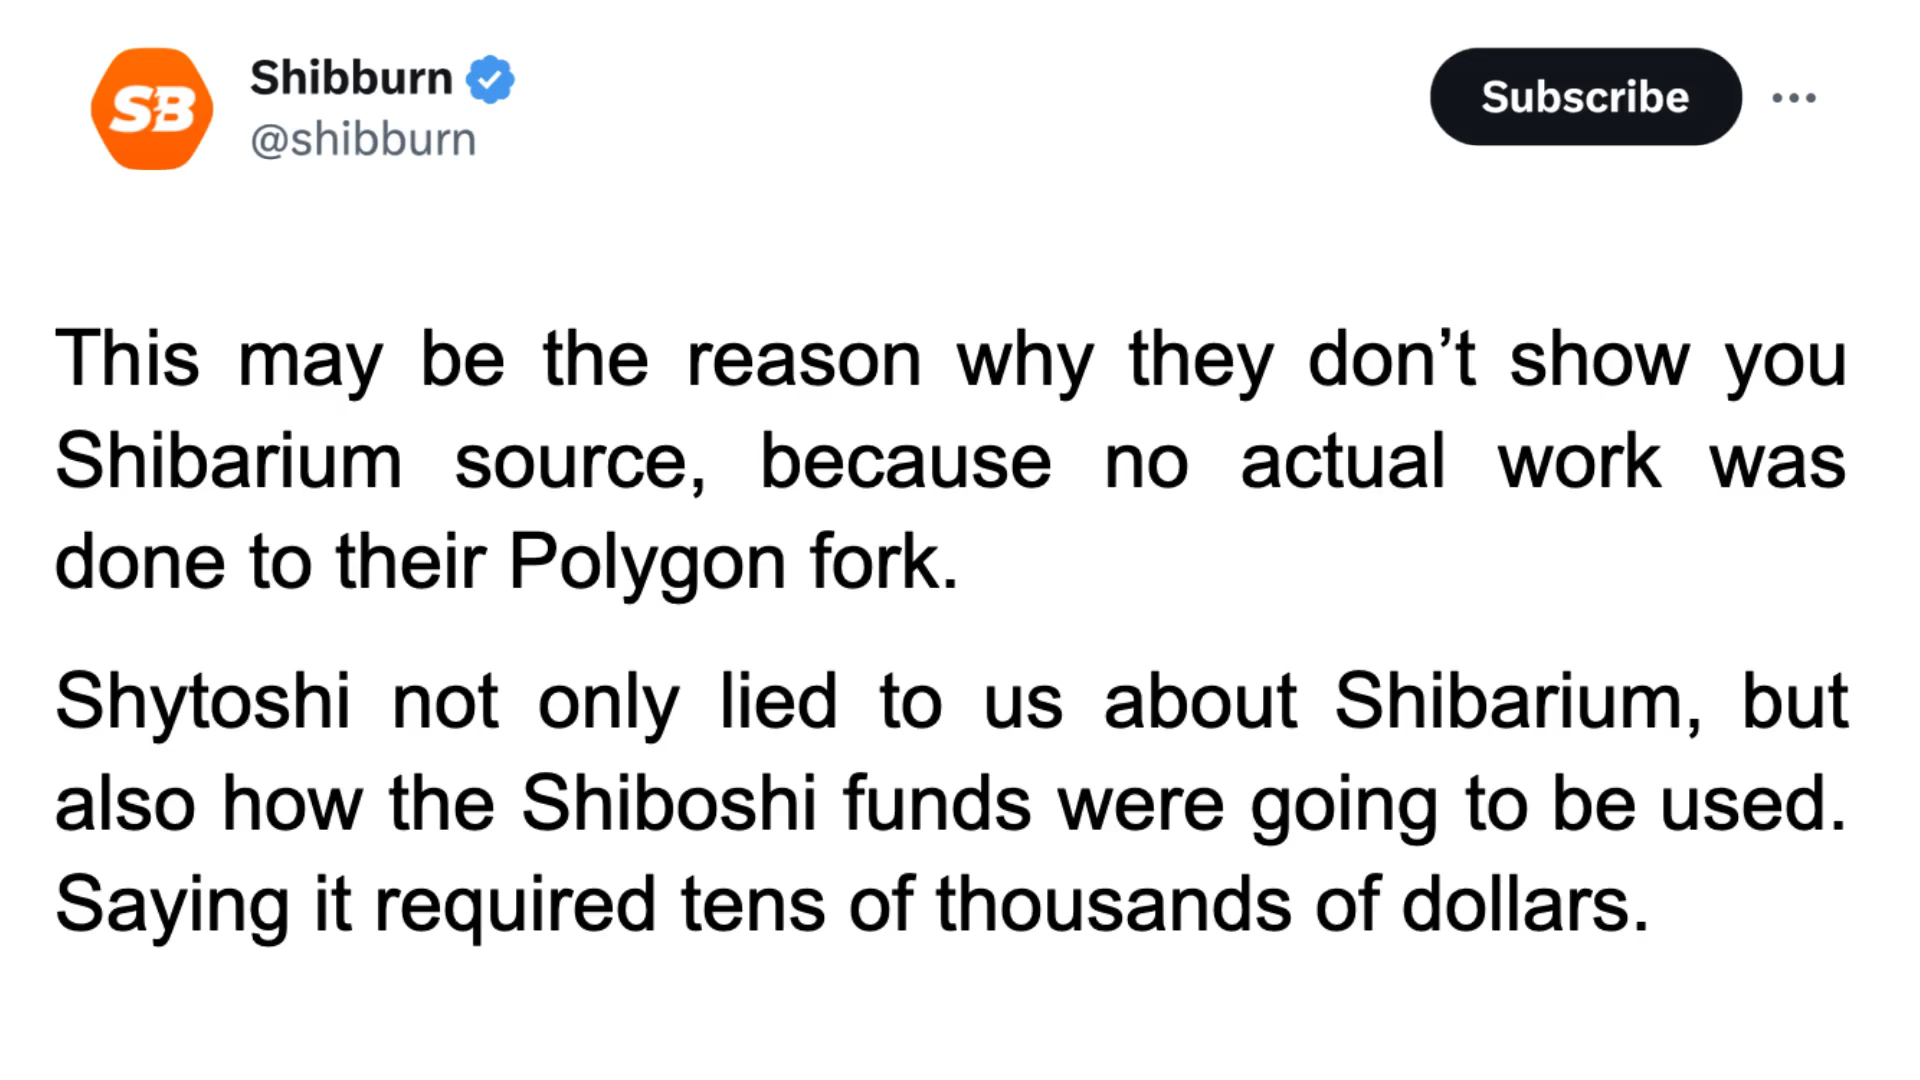 SB
Shibburn
@shibburn
Subscribe
This may be the reason why they don’t show you
Shibarium source, because no actual work was
done to their Polygon fork.
Shytoshi not only lied to us about Shibarium, but
also how the Shiboshi funds were going to be used.
Saying it required tens of thousands of dollars.